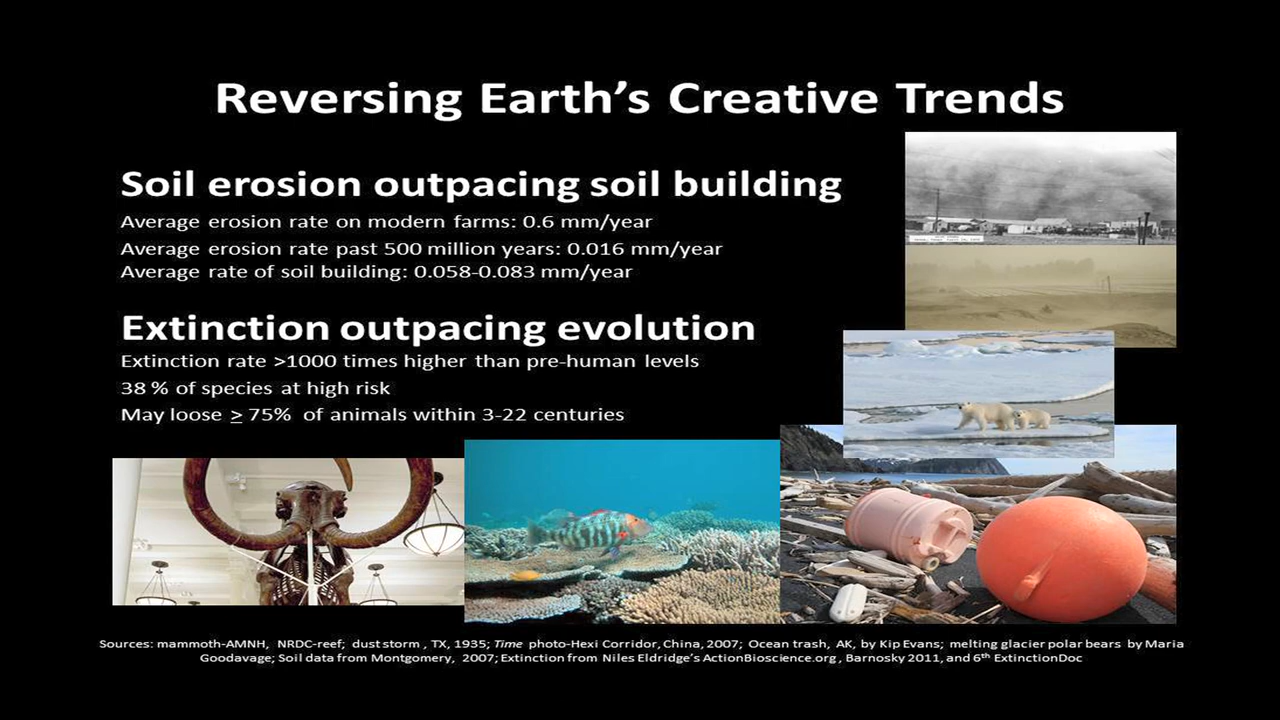 Reversing Earth’s Creative Trends
Soil erosion outpacing soil building
Average erosion rate on modern farms: 0.6 mm/year
Average erosion rate past 500 million years: 0.016 mm/year
Average rate of soil building: 0.058-0.083 mm/year
Extinction outpacing evolution
Extinction rate >1000 times higher than pre-human levels
38 % of species at high risk
May loose ≥ 75% of animals within 3-22 centuries
Sources: mammoth-AMNH, NRDC-reef; dust storm , TX, 1935; Time photo-Hexi Corridor, China, 2007; Ocean trash, AK, by Kip Evans; melting glacier polar bears by Maria
Goodavage; Soil data from Montgomery, 2007; Extinction from Niles Eldridge’s ActionBioscience.org , Barnosky 2011, and 6th ExtinctionDoc